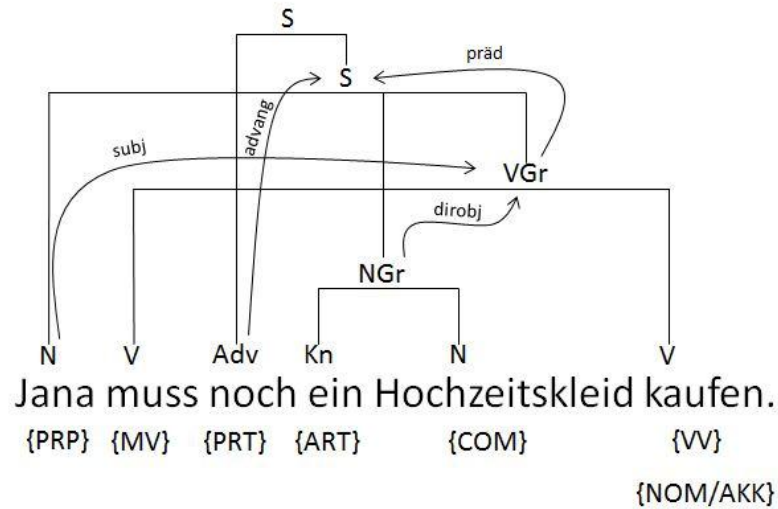 S
S
präd
advang
subj
VGr
dirobj
NGr
N V Adv Kn N V
Jana muss noch ein Hochzeitskleid kaufen.
{PRP} {MV} {PRT} {ART} {COM} {VV}
{NOM/AKK}